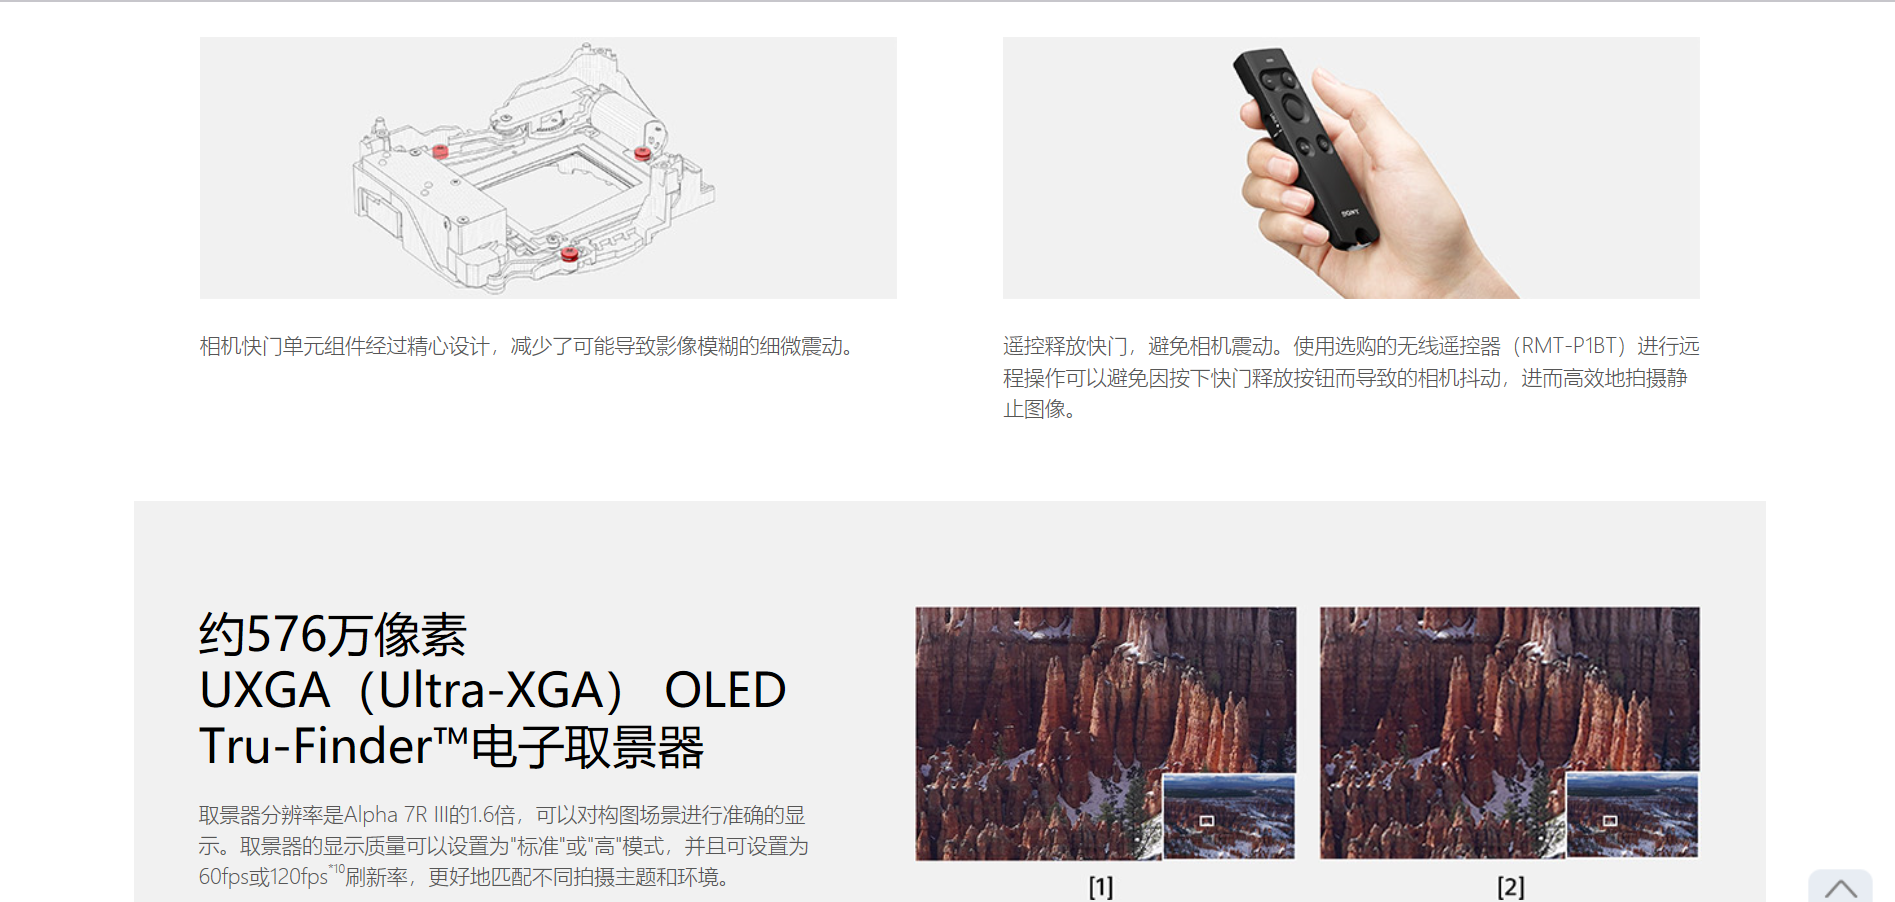 SONY
相机快门单元组件经过精心设计，减少了可能导致影像模糊的细微震动。
遥控释放快门，避免相机震动。使用选购的无线遥控器（RMT-P1BT）进行远
程操作可以避免因按下快门释放按钮而导致的相机抖动，进而高效地拍摄静
止图像。
约576万像素
UXGA（Ultra-XGA） OLED
Tru-Finder™电子取景器
取景器分辨率是Alpha 7R III的1.6倍，可以对构图场景进行准确的显
示。取景器的显示质量可以设置为"标准"或"高"模式，并且可设置为
60fps或120fps*10刷新率，更好地匹配不同拍摄主题和环境。
[1]
[2]